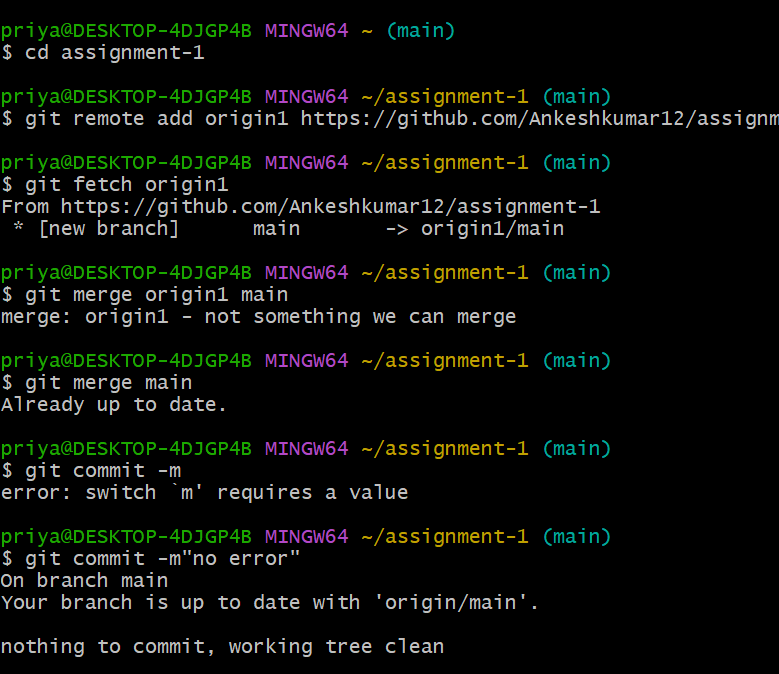 priya@DESKTOP-4DJGP4B MINGW64 ~ (main)
$ cd assignment-1
priya@DESKTOP-4DJGP4B MINGW64 ~/assignment-1 (main)
$ git remote add origin1 https://github.com/Ankeshkumar12/assignm
priya@DESKTOP-4DJGP4B MINGW64 ~/assignment-1 (main)
$ git fetch origin1
From https://github.com/Ankeshkumar12/assignment-1
 * [new branch]      main       -> origin1/main
priya@DESKTOP-4DJGP4B MINGW64 ~/assignment-1 (main)
$ git merge origin1 main
merge: origin1 - not something we can merge
priya@DESKTOP-4DJGP4B MINGW64 ~/assignment-1 (main)
$ git merge main
Already up to date.
priya@DESKTOP-4DJGP4B MINGW64 ~/assignment-1 (main)
$ git commit -m
error: switch `m' requires a value
priya@DESKTOP-4DJGP4B MINGW64 ~/assignment-1 (main)
$ git commit -m"no error"
On branch main
Your branch is up to date with 'origin/main'.
nothing to commit, working tree clean